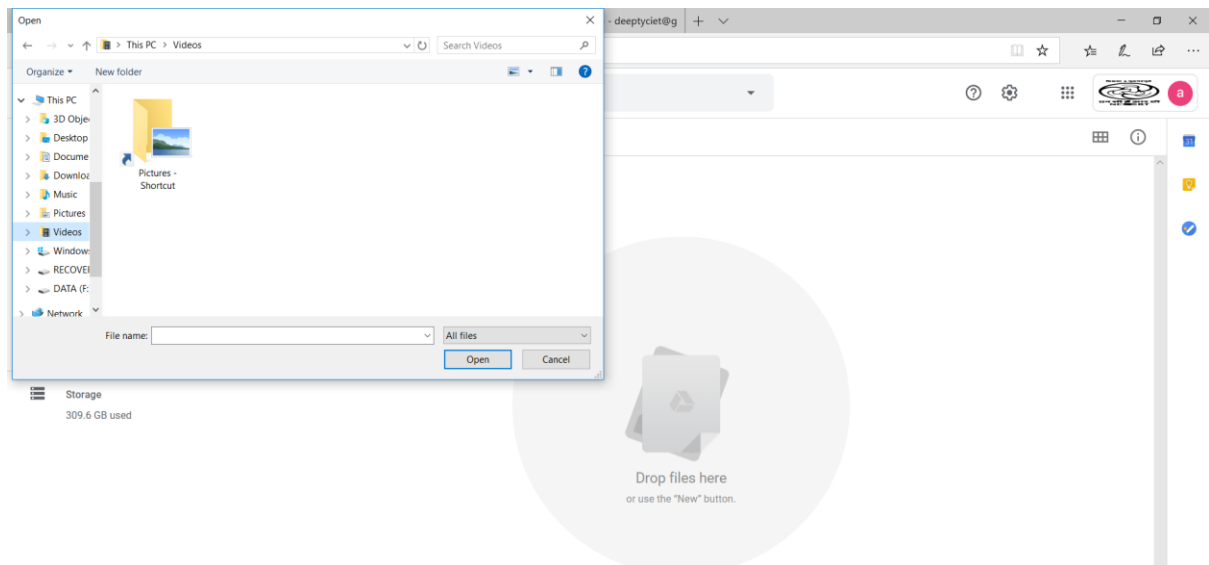 Open
- deeptyciet@g
This PC > Videos
Search Videos
Organize
New folder
This PC
3D Obje
Desktop
Docume
Downloa
Music
Pictures
Videos
Window
RECOVE
DATA (F:
Network
Pictures -
Shortcut
File name:
All files
Open
Cancel
a
31
Storage
309.6 GB used
Drop files here
or use the "New" button.